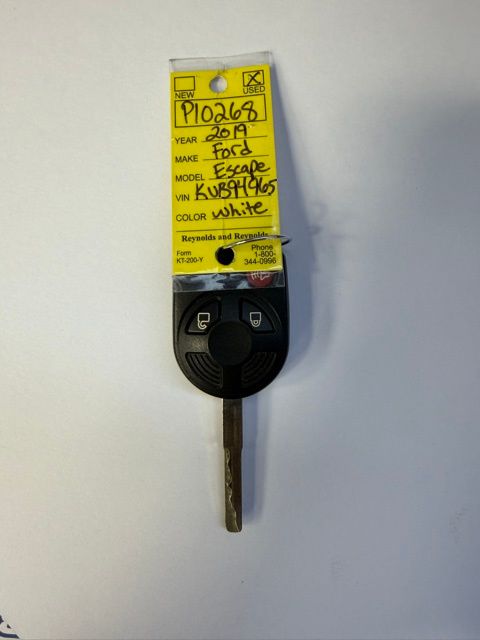 NEW USED
P10268
YEAR 2019
MAKE Ford
MODEL Escape
VIN KUB94965
COLOR white
Reynolds and Reynolds
Form Phone
KT-200-Y 1-800-
344-0996